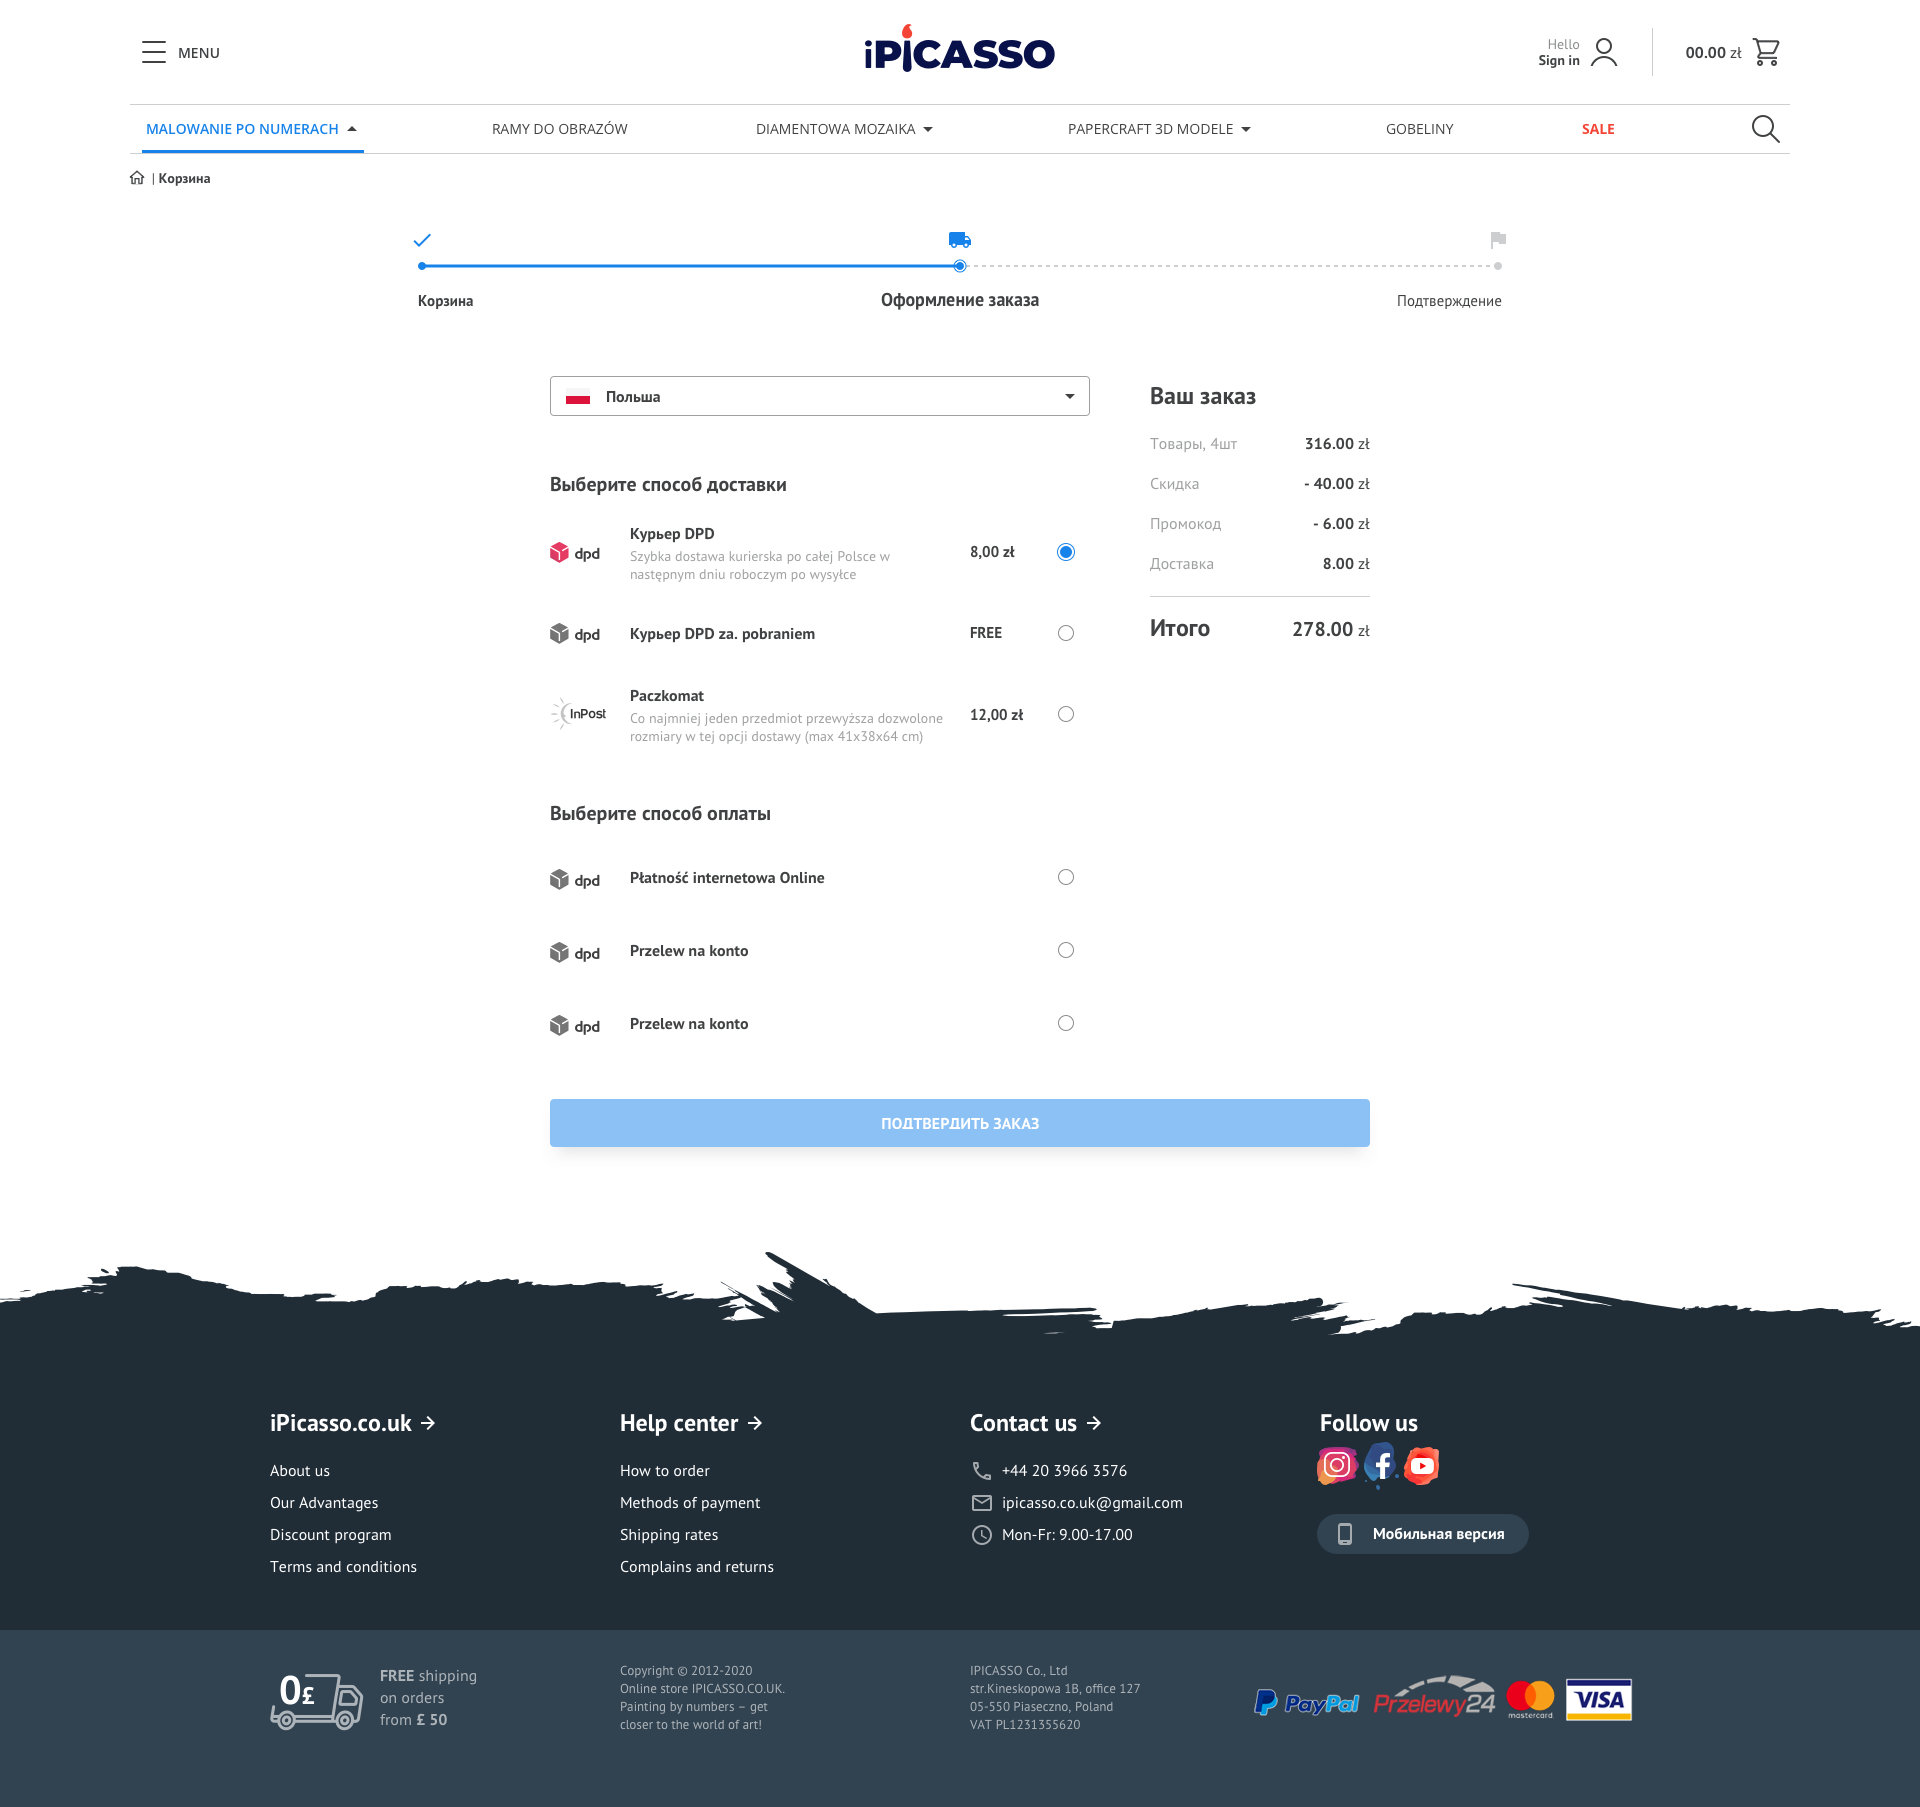 MENU
iPICASSO
Hello
Sign in
00.00 zł
MALOWANIE PO NUMERACH
RAMY DO OBRAZÓW
DIAMENTOWA MOZAIKA
PAPERCRAFT 3D MODELE
GOBELINY
SALE
| Корзина
Корзина
Оформление заказа
Подтверждение
Польша
Ваш заказ
Товары, 4шт 316.00 zł
Скидка - 40.00 zł
Промокод - 6.00 zł
Доставка 8.00 zł
Итого 278.00 zł
Выберите способ доставки
dpd
Курьер DPD
Szybka dostawa kurierska po całej Polsce w
następnym dniu roboczym po wysyłce
8,00 zł
dpd
Курьер DPD za. pobraniem
FREE
InPost
Paczkomat
Co najmniej jeden przedmiot przewyższa dozwolone
rozmiary w tej opcji dostawy (max 41x38x64 cm)
12,00 zł
Выберите способ оплаты
dpd
Płatność internetowa Online
dpd
Przelew na konto
dpd
Przelew na konto
ПОДТВЕРДИТЬ ЗАКАЗ
iPicasso.co.uk
About us
Our Advantages
Discount program
Terms and conditions
Help center
How to order
Methods of payment
Shipping rates
Complains and returns
Contact us
+44 20 3966 3576
ipicasso.co.uk@gmail.com
Mon-Fr: 9.00-17.00
Follow us
Мобильная версия
0£
FREE shipping
on orders
from £ 50
Copyright © 2012-2020
Online store IPICASSO.CO.UK.
Painting by numbers – get
closer to the world of art!
IPICASSO Co., Ltd
str.Kineskopowa 1B, office 127
05-550 Piaseczno, Poland
VAT PL1231355620
PayPal
Przelewy24
mastercard.
VISA